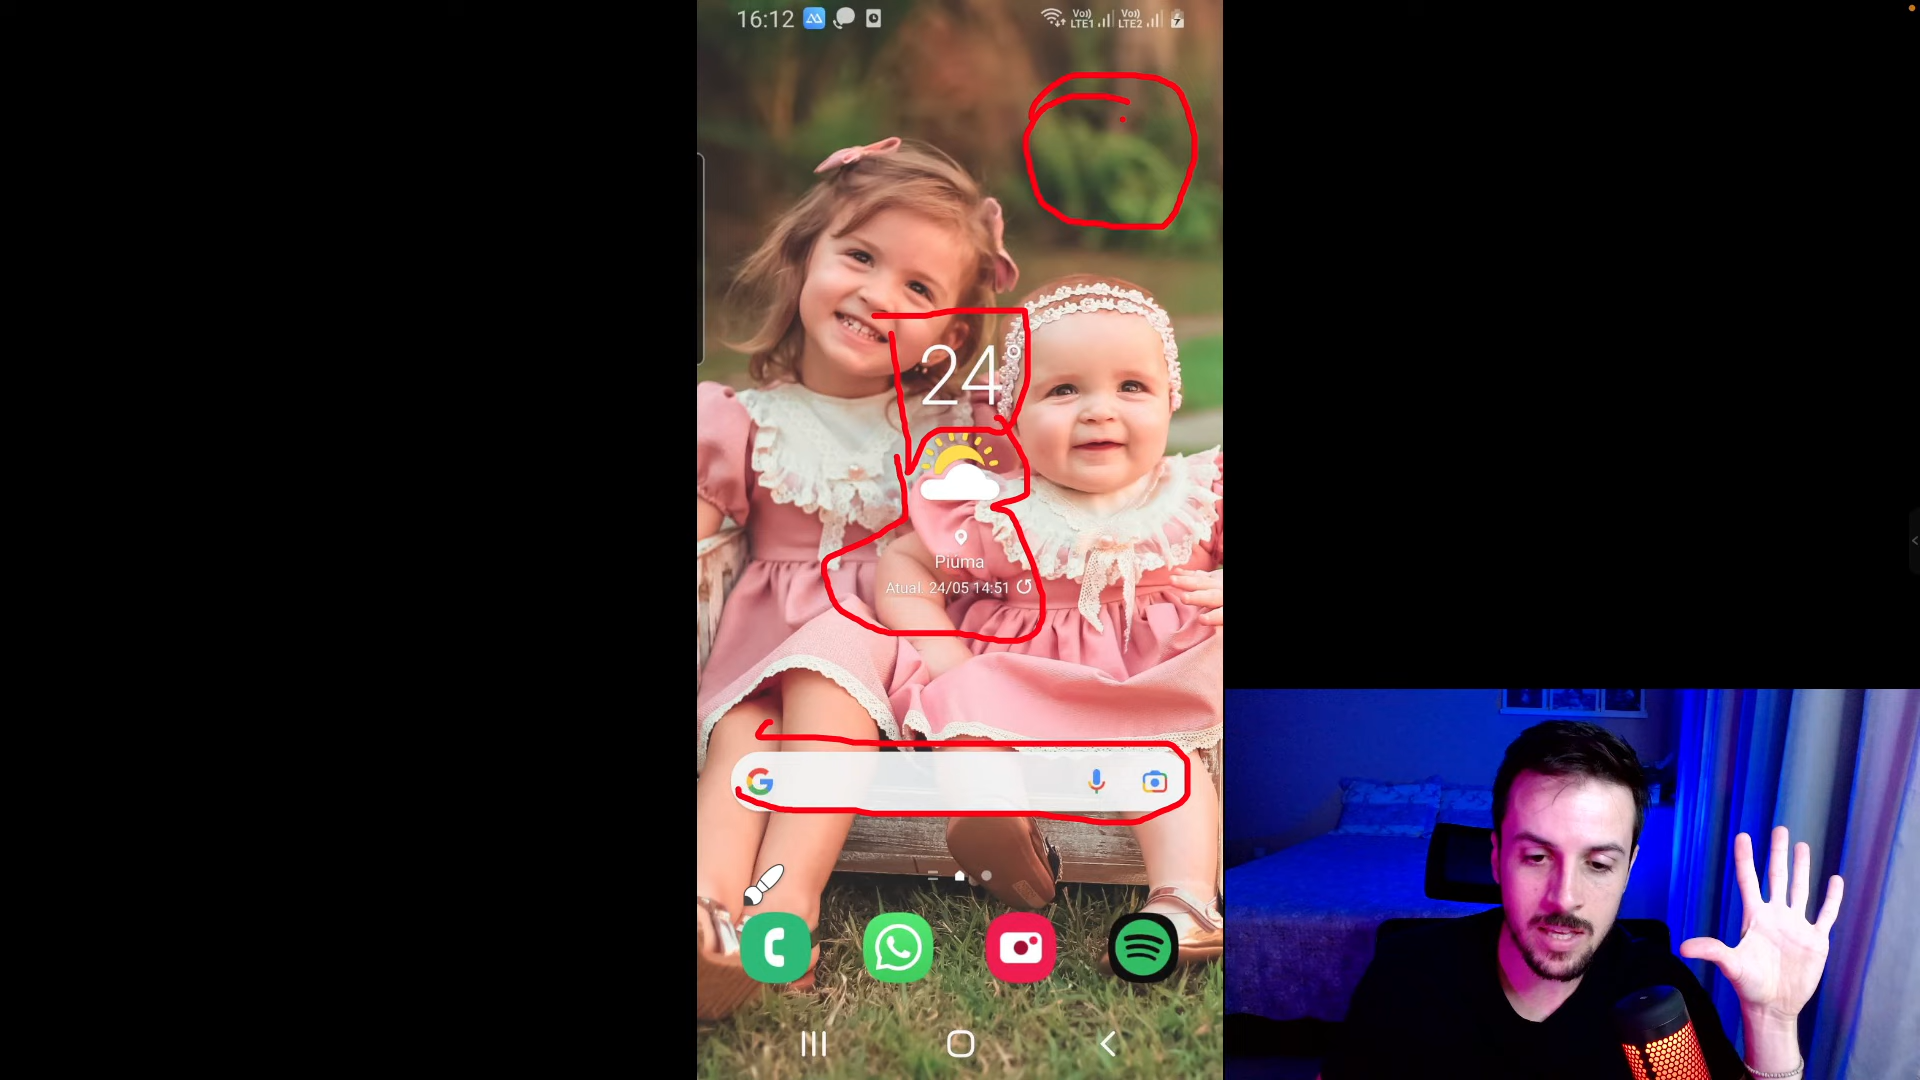 16:12
Vo) LTE1 Vo) LTE2
24°
Piúma
Atual. 24/05 14:51
G